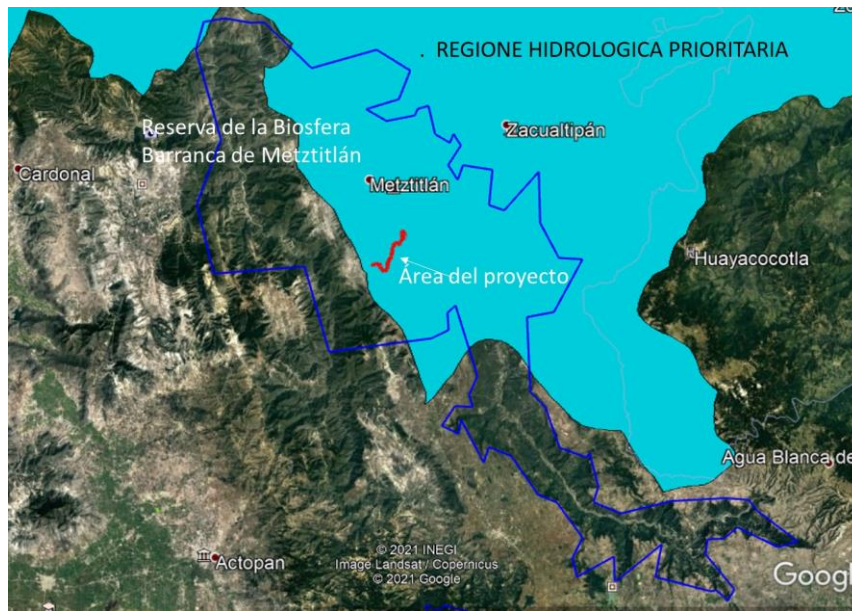 . REGIONE HIDROLOGICA PRIORITARIA
Zacualtipán
Reserva de la Biosfera
Barranca de Metztitlán
Cardonal
Metztitlán
Huayacocotla
Área del proyecto
Agua Blanca de
Actopan
© 2021 INEGI
Image Landsat / Copernicus
© 2021 Google
Google